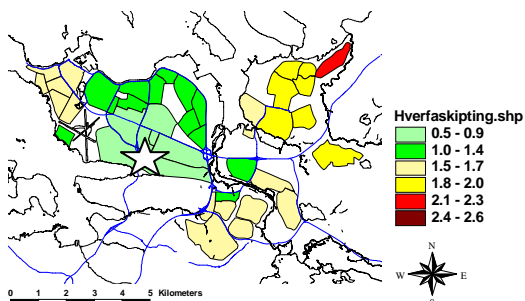 Hverfaskipting.shp
0.5 - 0.9
1.0 - 1.4
1.5 - 1.7
1.8 - 2.0
2.1 - 2.3
2.4 - 2.6
N
W E
0 1 2 3 4 5 Kilometers